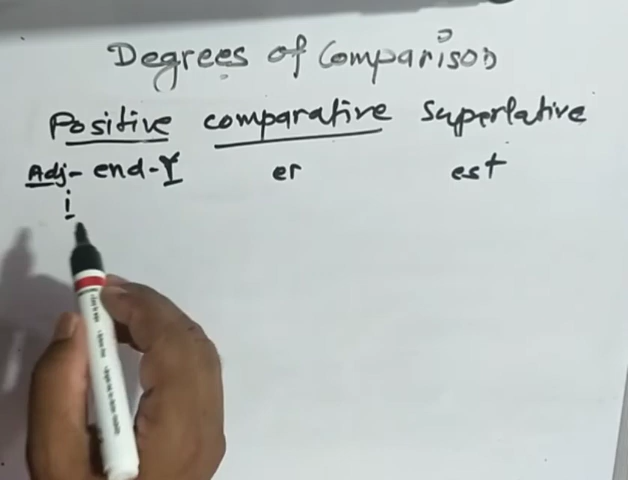 Degrees of Comparison
Positive comparative Superlative
Adj- end-Y er est
i